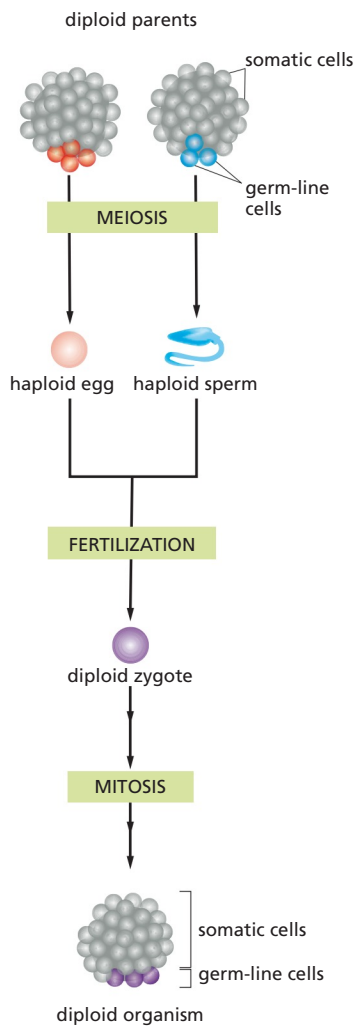 diploid parents
somatic cells
germ-line
cells
MEIOSIS
haploid egg
haploid sperm
FERTILIZATION
diploid zygote
MITOSIS
somatic cells
germ-line cells
diploid organism